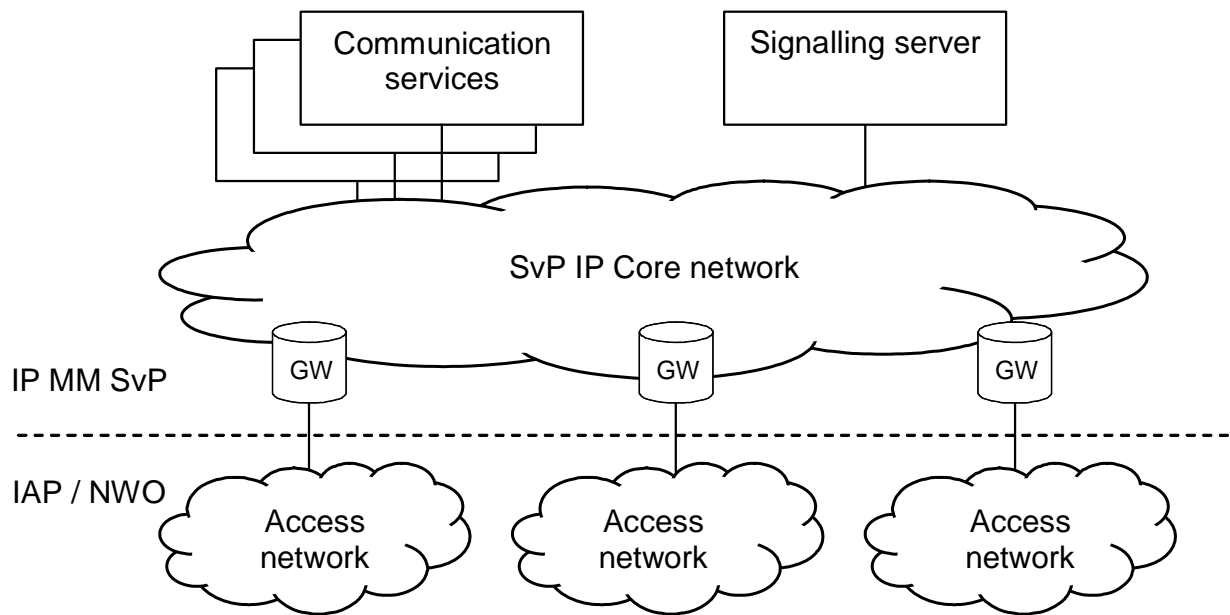 Communication
services
Signalling server
SvP IP Core network
GW
GW
GW
IP MM SvP
IAP / NWO
Access
network
Access
network
Access
network